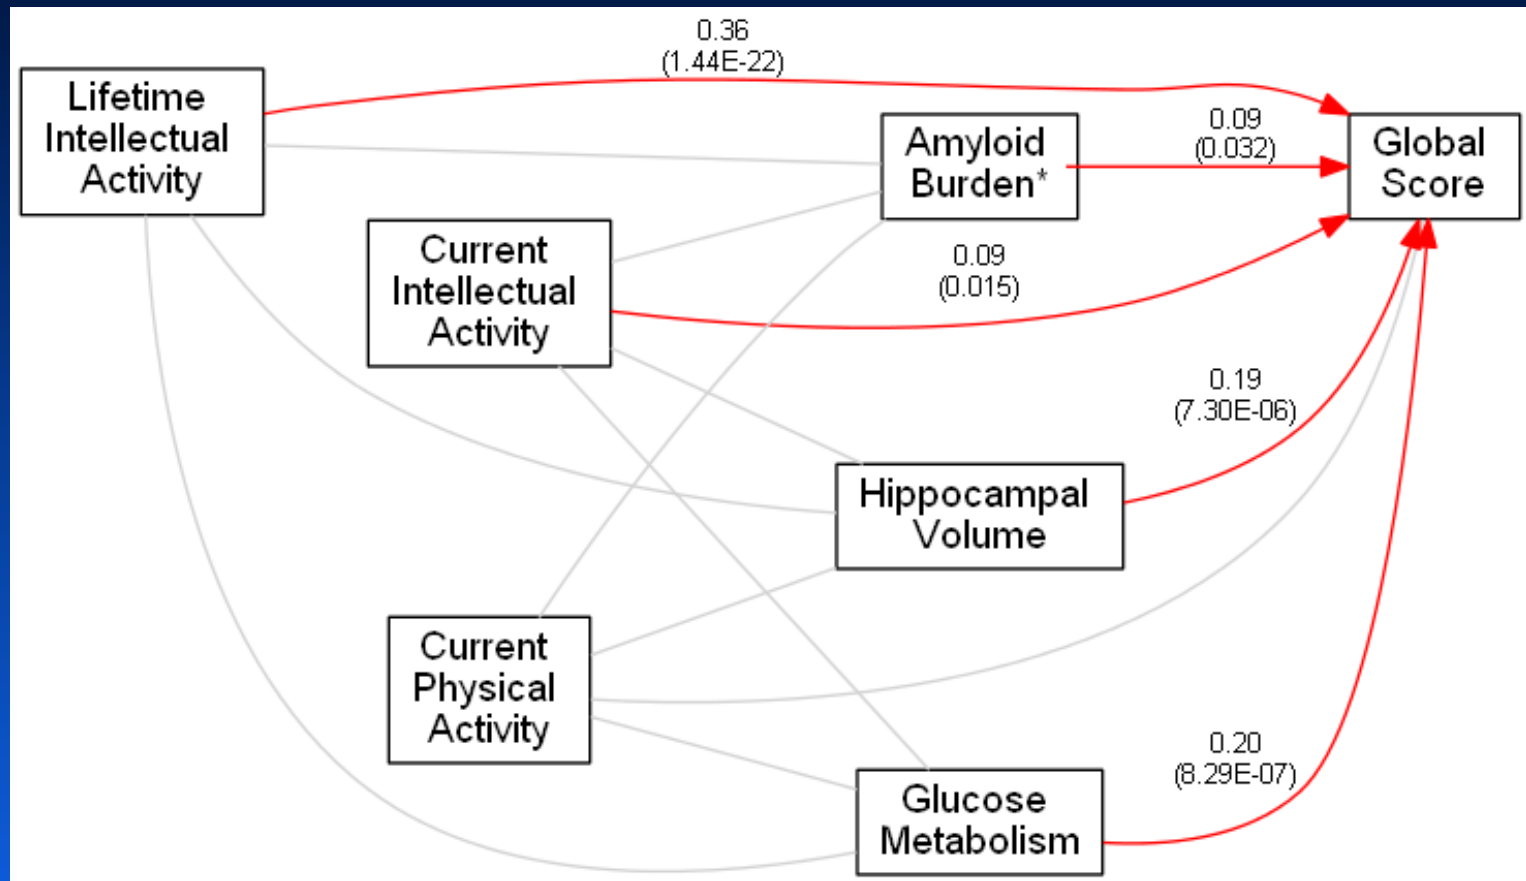 0.36
(1.44E-22)
Lifetime
Intellectual
Activity
Amyloid
Burden*
0.09
(0.032)
Global
Score
Current
Intellectual
Activity
0.09
(0.015)
0.19
(7.30E-06)
Hippocampal
Volume
Current
Physical
Activity
0.20
(8.29E-07)
Glucose
Metabolism